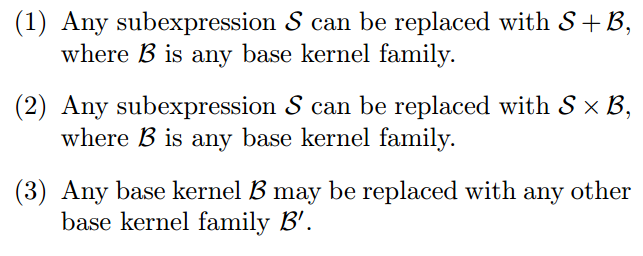 (1) Any subexpression 𝒮 can be replaced with 𝒮 + ℬ,
where ℬ is any base kernel family.
(2) Any subexpression 𝒮 can be replaced with 𝒮 × ℬ,
where ℬ is any base kernel family.
(3) Any base kernel ℬ may be replaced with any other
base kernel family ℬ′.